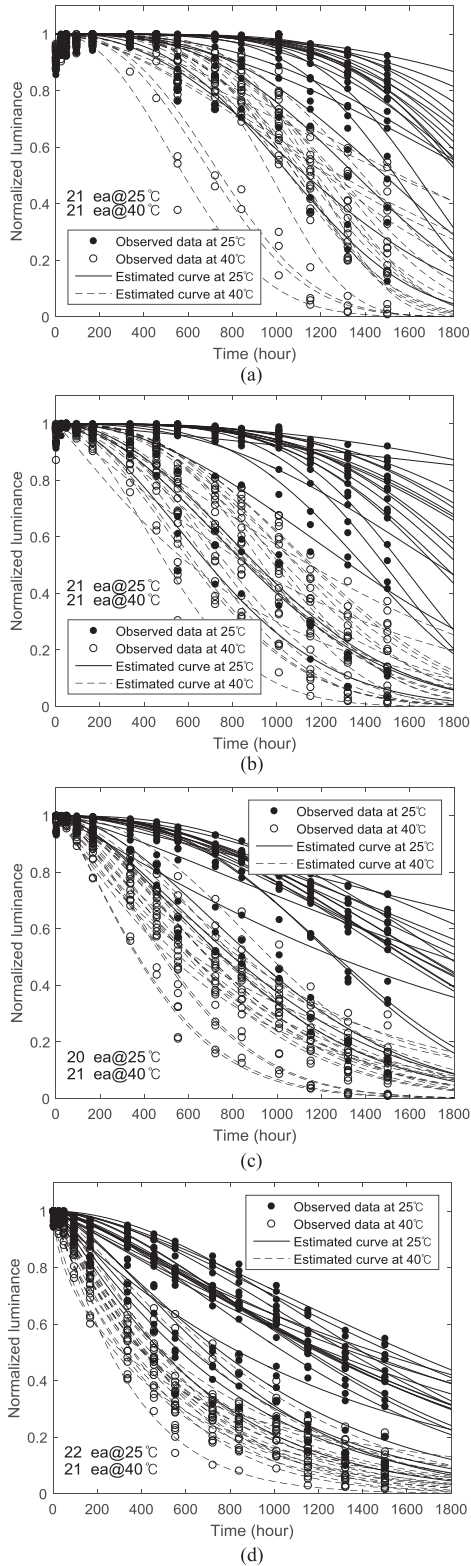 Normalized luminance
1
0.8
0.6
0.4
0.2
0
21 ea@25℃
21 ea@40℃
Observed data at 25℃
Observed data at 40℃
Estimated curve at 25℃
Estimated curve at 40℃
0 200 400 600 800 1000 1200 1400 1600 1800
Time (hour)
(a)
Normalized luminance
1
0.8
0.6
0.4
0.2
0
21 ea@25℃
21 ea@40℃
Observed data at 25℃
Observed data at 40℃
Estimated curve at 25℃
Estimated curve at 40℃
0 200 400 600 800 1000 1200 1400 1600 1800
Time (hour)
(b)
Normalized luminance
1
0.8
0.6
0.4
0.2
0
Observed data at 25℃
Observed data at 40℃
Estimated curve at 25℃
Estimated curve at 40℃
20 ea@25℃
21 ea@40℃
0 200 400 600 800 1000 1200 1400 1600 1800
Time (hour)
(c)
Normalized luminance
1
0.8
0.6
0.4
0.2
0
Observed data at 25℃
Observed data at 40℃
Estimated curve at 25℃
Estimated curve at 40℃
22 ea@25℃
21 ea@40℃
0 200 400 600 800 1000 1200 1400 1600 1800
Time (hour)
(d)